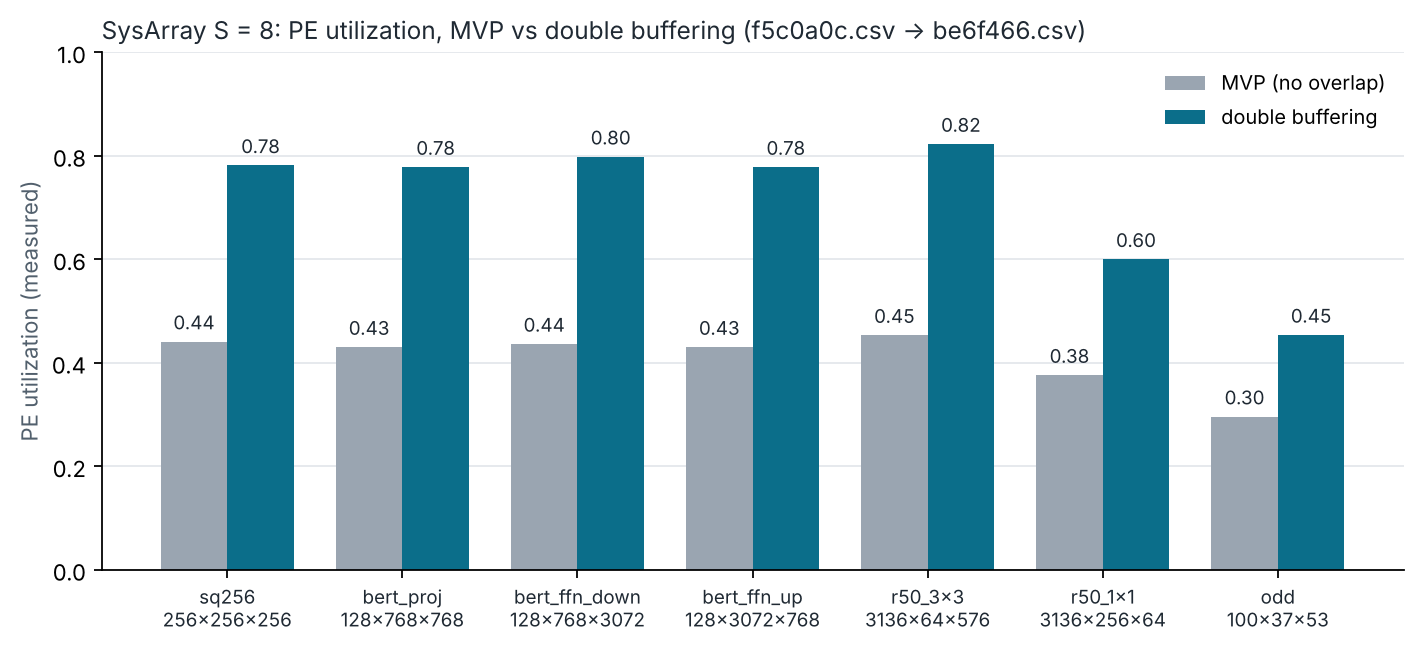 SysArray S = 8: PE utilization, MVP vs double buffering (f5c0a0c.csv → be6f466.csv)
MVP (no overlap)
double buffering
PE utilization (measured)
1.0
0.8
0.6
0.4
0.2
0.0
0.44
0.78
0.43
0.78
0.44
0.80
0.43
0.78
0.45
0.82
0.38
0.60
0.30
0.45
sq256
256×256×256
bert_proj
128×768×768
bert_ffn_down
128×768×3072
bert_ffn_up
128×3072×768
r50_3×3
3136×64×576
r50_1×1
3136×256×64
odd
100×37×53